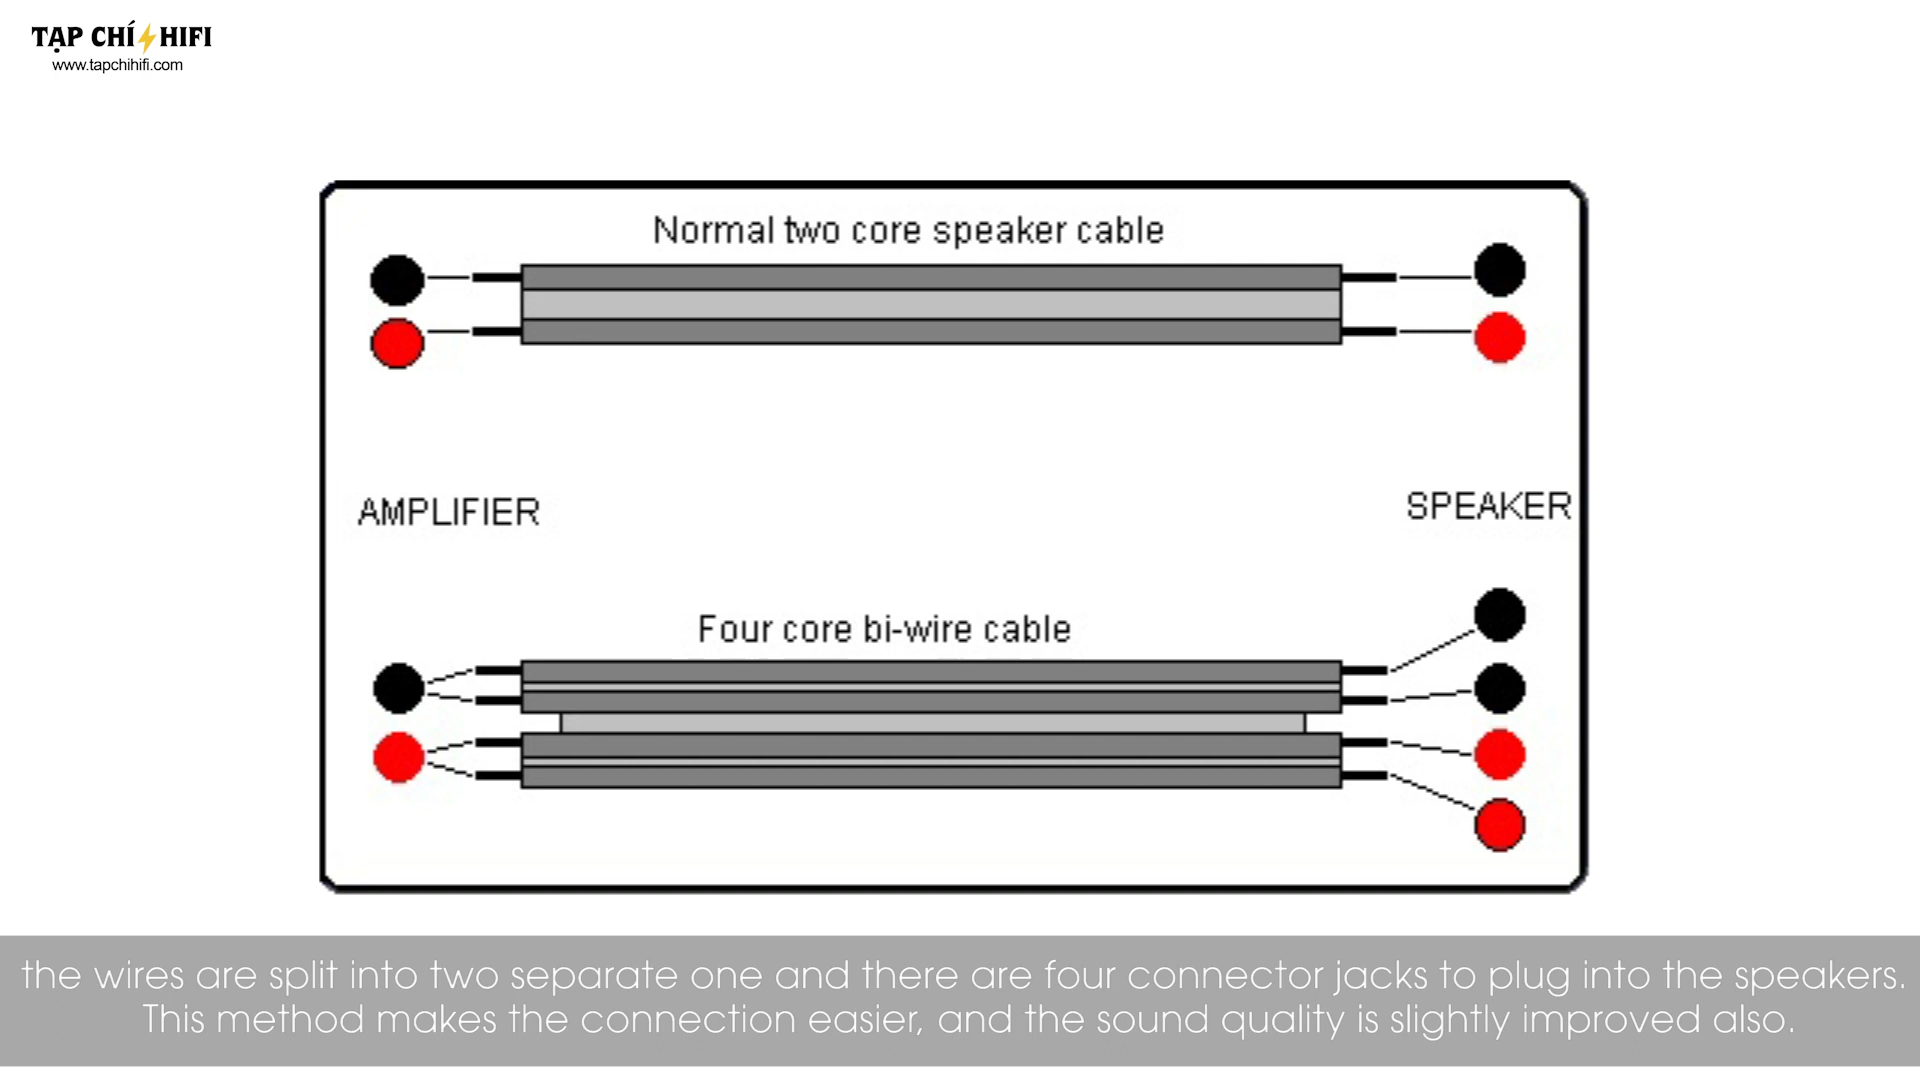 TẠP CHÍ HIFI
www.tapchihifi.com
Normal two core speaker cable
AMPLIFIER
SPEAKER
Four core bi-wire cable
the wires are split into two separate one and there are four connector jacks to plug into the speakers.
This method makes the connection easier, and the sound quality is slightly improved also.